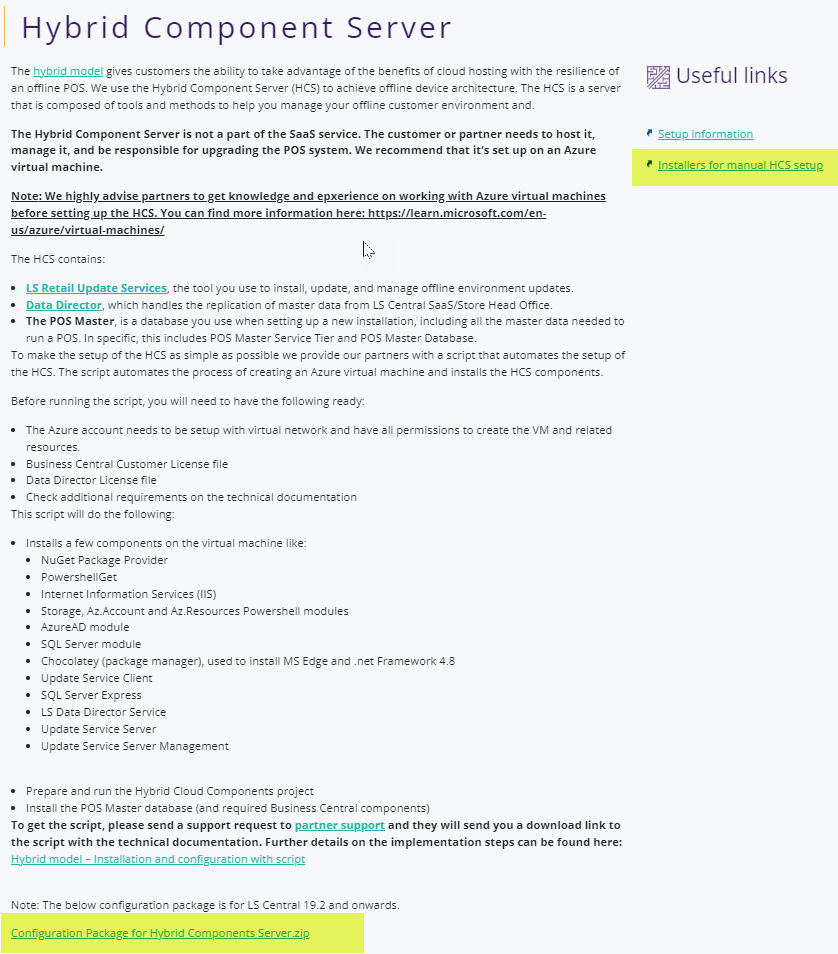 Hybrid Component Server
The hybrid model gives customers the ability to take advantage of the benefits of cloud hosting with the resilience of
an offline POS. We use the Hybrid Component Server (HCS) to achieve offline device architecture. The HCS is a server
that is composed of tools and methods to help you manage your offline customer environment and.
The Hybrid Component Server is not a part of the SaaS service. The customer or partner needs to host it,
manage it, and be responsible for upgrading the POS system. We recommend that it's set up on an Azure
virtual machine.
Note: We highly advise partners to get knowledge and epxerience on working with Azure virtual machines
before setting up the HCS. You can find more information here: https://learn.microsoft.com/en-
us/azure/virtual-machines/
The HCS contains:
• LS Retail Update Services, the tool you use to install, update, and manage offline environment updates.
• Data Director, which handles the replication of master data from LS Central SaaS/Store Head Office.
• The POS Master, is a database you use when setting up a new installation, including all the master data needed to
run a POS. In specific, this includes POS Master Service Tier and POS Master Database.
To make the setup of the HCS as simple as possible we provide our partners with a script that automates the setup of
the HCS. The script automates the process of creating an Azure virtual machine and installs the HCS components.
Before running the script, you will need to have the following ready:
• The Azure account needs to be setup with virtual network and have all permissions to create the VM and related
resources.
• Business Central Customer License file
• Data Director License file
• Check additional requirements on the technical documentation
This script will do the following:
• Installs a few components on the virtual machine like:
• NuGet Package Provider
• PowershellGet
• Internet Information Services (IIS)
• Storage, Az.Account and Az.Resources Powershell modules
• AzureAD module
• SQL Server module
• Chocolatey (package manager), used to install MS Edge and .net Framework 4.8
• Update Service Client
• SQL Server Express
• LS Data Director Service
• Update Service Server
• Update Service Server Management
• Prepare and run the Hybrid Cloud Components project
• Install the POS Master database (and required Business Central components)
To get the script, please send a support request to partner support and they will send you a download link to
the script with the technical documentation. Further details on the implementation steps can be found here:
Hybrid model – Installation and configuration with script
Note: The below configuration package is for LS Central 19.2 and onwards.
Configuration Package for Hybrid Components Server.zip
Useful links
Setup information
Installers for manual HCS setup